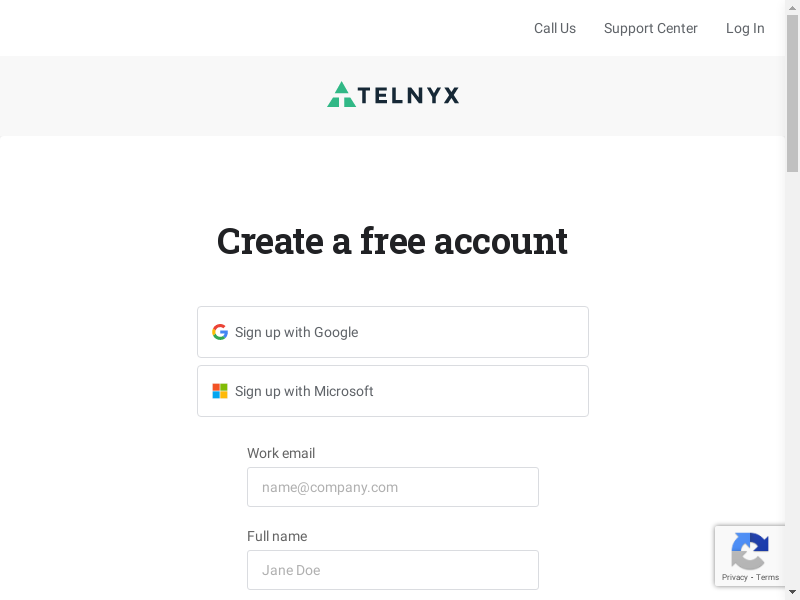 Call Us Support Center Log In
TELNYX
Create a free account
Sign up with Google
Sign up with Microsoft
Work email
name@company.com
Full name
Jane Doe
Privacy - Terms